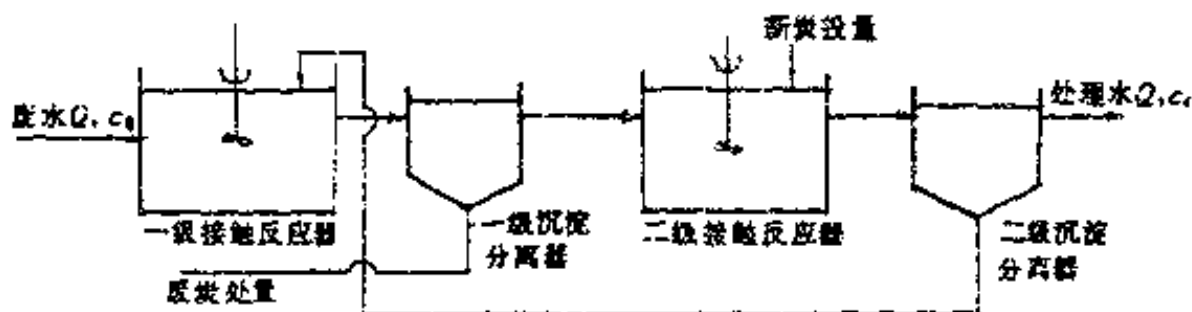 新炭投量
废水Q、c₀
处理水Q,cₑ
一级接触反应器
一级沉淀
分离器
二级接触反应器
二级沉淀
分离器
废炭处量